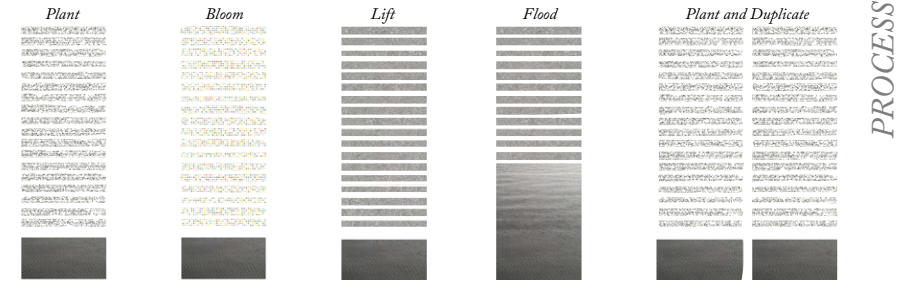 Plant
Bloom
Lift
Flood
Plant and Duplicate
PROCESS